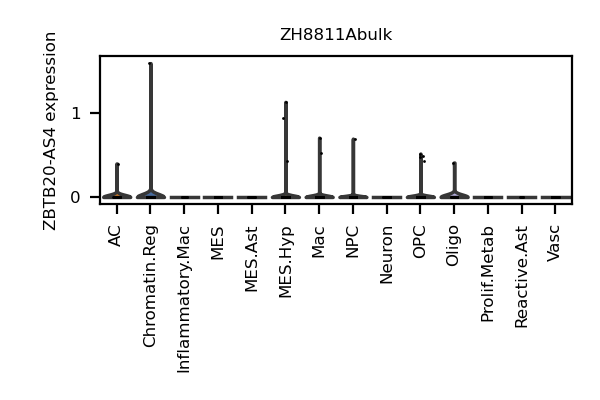 ZH8811Abulk
ZBTB20-AS4 expression
1
0
AC
Chromatin.Reg
Inflammatory.Mac
MES
MES.Ast
MES.Hyp
Mac
NPC
Neuron
OPC
Oligo
Prolif.Metab
Reactive.Ast
Vasc